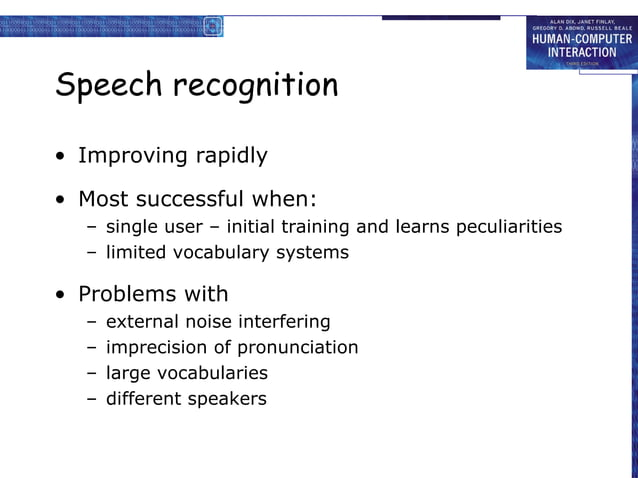 ALAN DIX, JANET FINLAY,
GREGORY D. ABOWD, RUSSELL BEALE
HUMAN-COMPUTER
INTERACTION
THIRD EDITION
Speech recognition
• Improving rapidly
• Most successful when:
– single user – initial training and learns peculiarities
– limited vocabulary systems
• Problems with
– external noise interfering
– imprecision of pronunciation
– large vocabularies
– different speakers